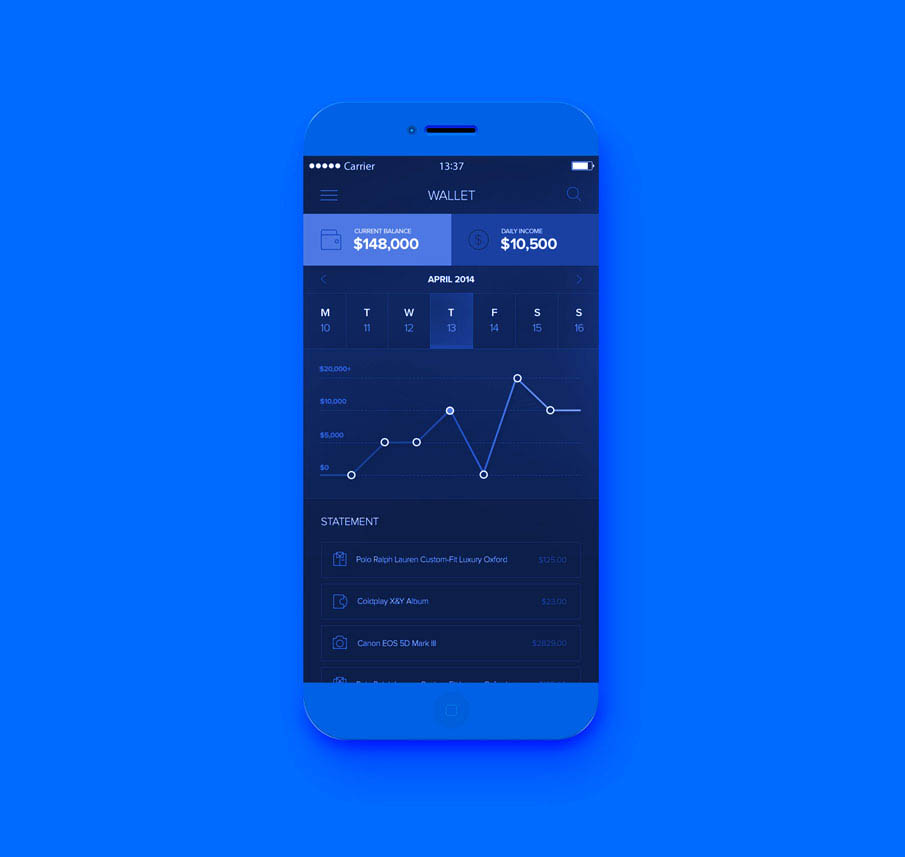 Carrier 13:37
WALLET
CURRENT BALANCE
$148,000
DAILY INCOME
$10,500
APRIL 2014
M T W T F S S
10 11 12 13 14 15 16
$20,000+
$10,000
$5,000
$0
STATEMENT
Polo Ralph Lauren Custom-Fit Luxury Oxford $125.00
Coldplay X&Y Album $23.00
Canon EOS 5D Mark III $2829.00